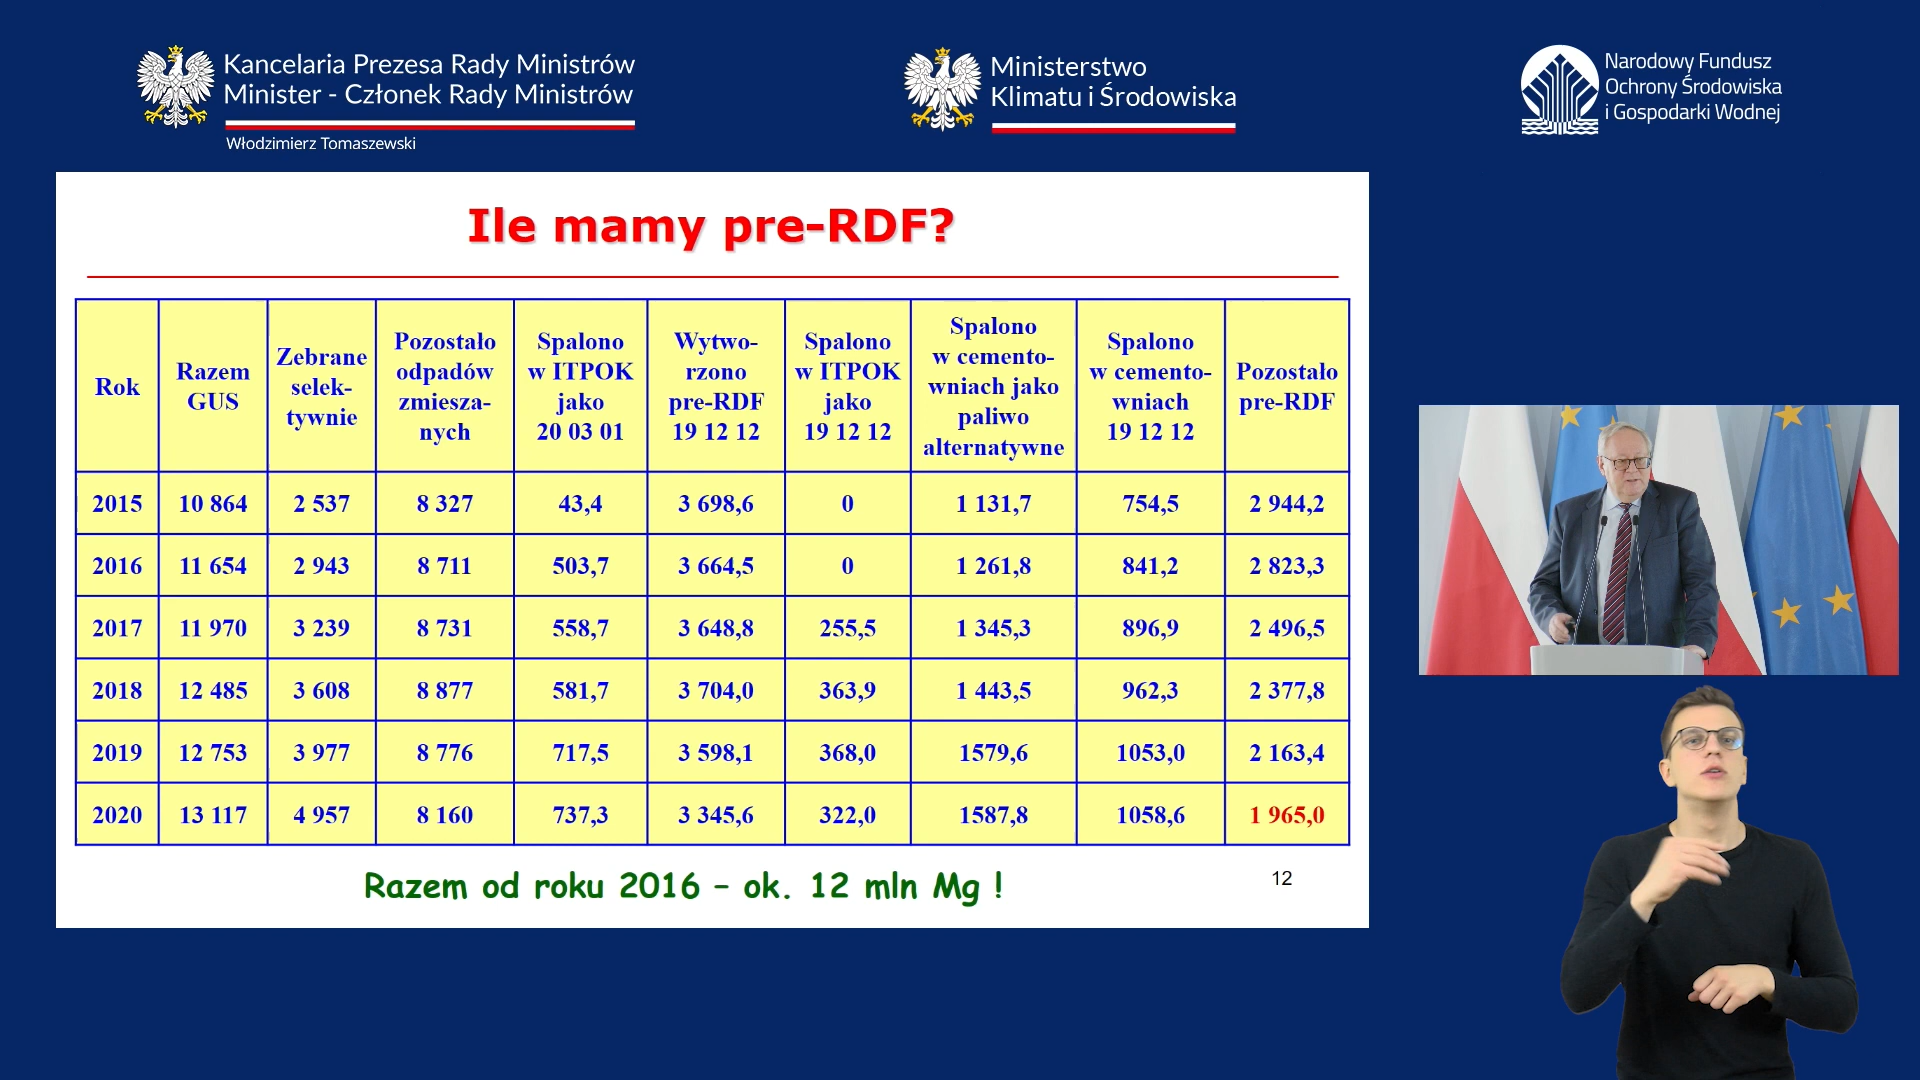 Kancelaria Prezesa Rady Ministrów
Minister - Członek Rady Ministrów
Włodzimierz Tomaszewski
Ministerstwo
Klimatu i Środowiska
Narodowy Fundusz
Ochrony Środowiska
i Gospodarki Wodnej
Ile mamy pre-RDF?
Rok
Razem
GUS
Zebrane
selek-
tywnie
Pozostało
odpadów
zmiesza-
nych
Spalono
w ITPOK
jako
20 03 01
Wytwo-
rzono
pre-RDF
19 12 12
Spalono
w ITPOK
jako
19 12 12
Spalono
w cemento-
wniach jako
paliwo
alternatywne
Spalono
w cemento-
wniach
19 12 12
Pozostało
pre-RDF
2015 10 864 2 537 8 327 43,4 3 698,6 0 1 131,7 754,5 2 944,2
2016 11 654 2 943 8 711 503,7 3 664,5 0 1 261,8 841,2 2 823,3
2017 11 970 3 239 8 731 558,7 3 648,8 255,5 1 345,3 896,9 2 496,5
2018 12 485 3 608 8 877 581,7 3 704,0 363,9 1 443,5 962,3 2 377,8
2019 12 753 3 977 8 776 717,5 3 598,1 368,0 1579,6 1053,0 2 163,4
2020 13 117 4 957 8 160 737,3 3 345,6 322,0 1587,8 1058,6 1 965,0
Razem od roku 2016 – ok. 12 mln Mg !
12